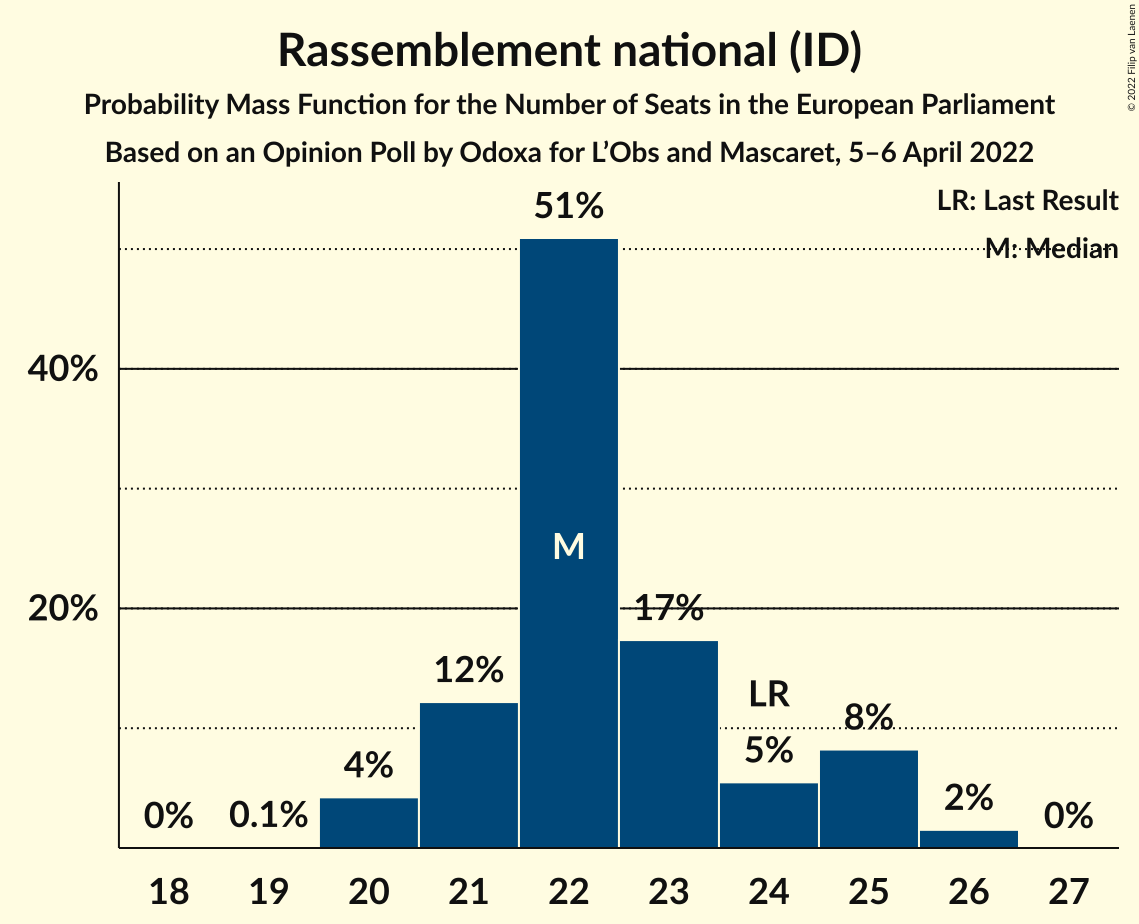 Rassemblement national (ID)
Probability Mass Function for the Number of Seats in the European Parliament
Based on an Opinion Poll by Odoxa for L’Obs and Mascaret, 5–6 April 2022
© 2022 Filip van Laenen
LR: Last Result
M: Median
40%
20%
0%
0.1%
4%
12%
51%
M
17%
LR
5%
8%
2%
0%
18 19 20 21 22 23 24 25 26 27